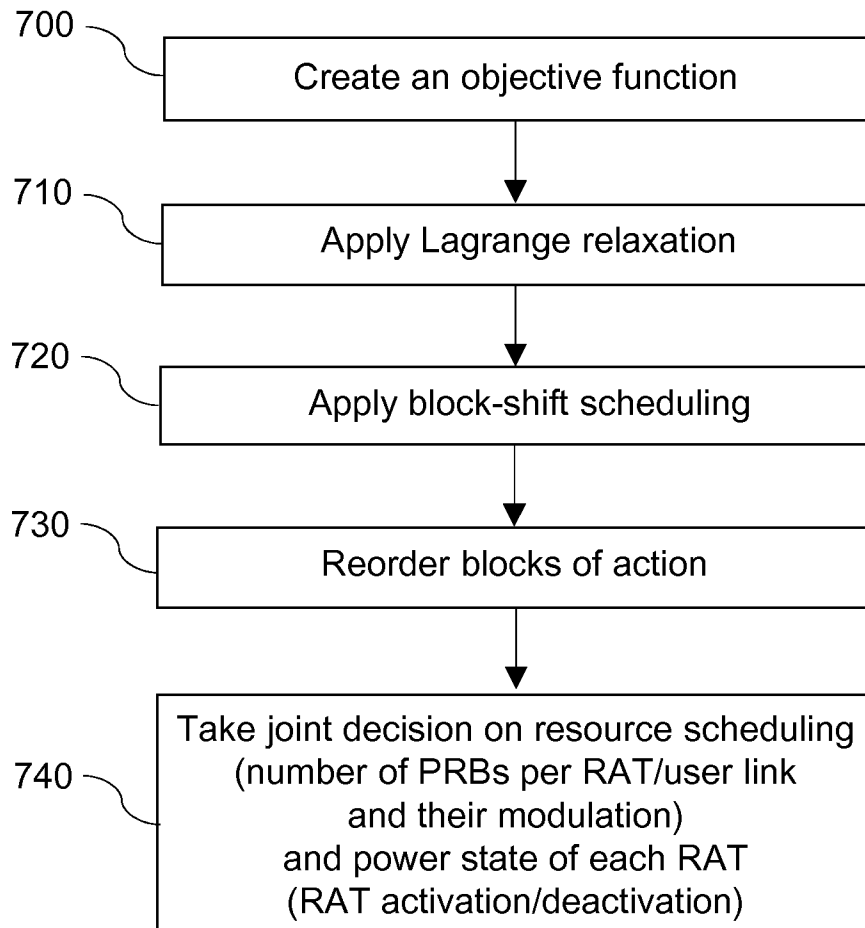 700
Create an objective function
710
Apply Lagrange relaxation
720
Apply block-shift scheduling
730
Reorder blocks of action
740
Take joint decision on resource scheduling
(number of PRBs per RAT/user link
and their modulation)
and power state of each RAT
(RAT activation/deactivation)